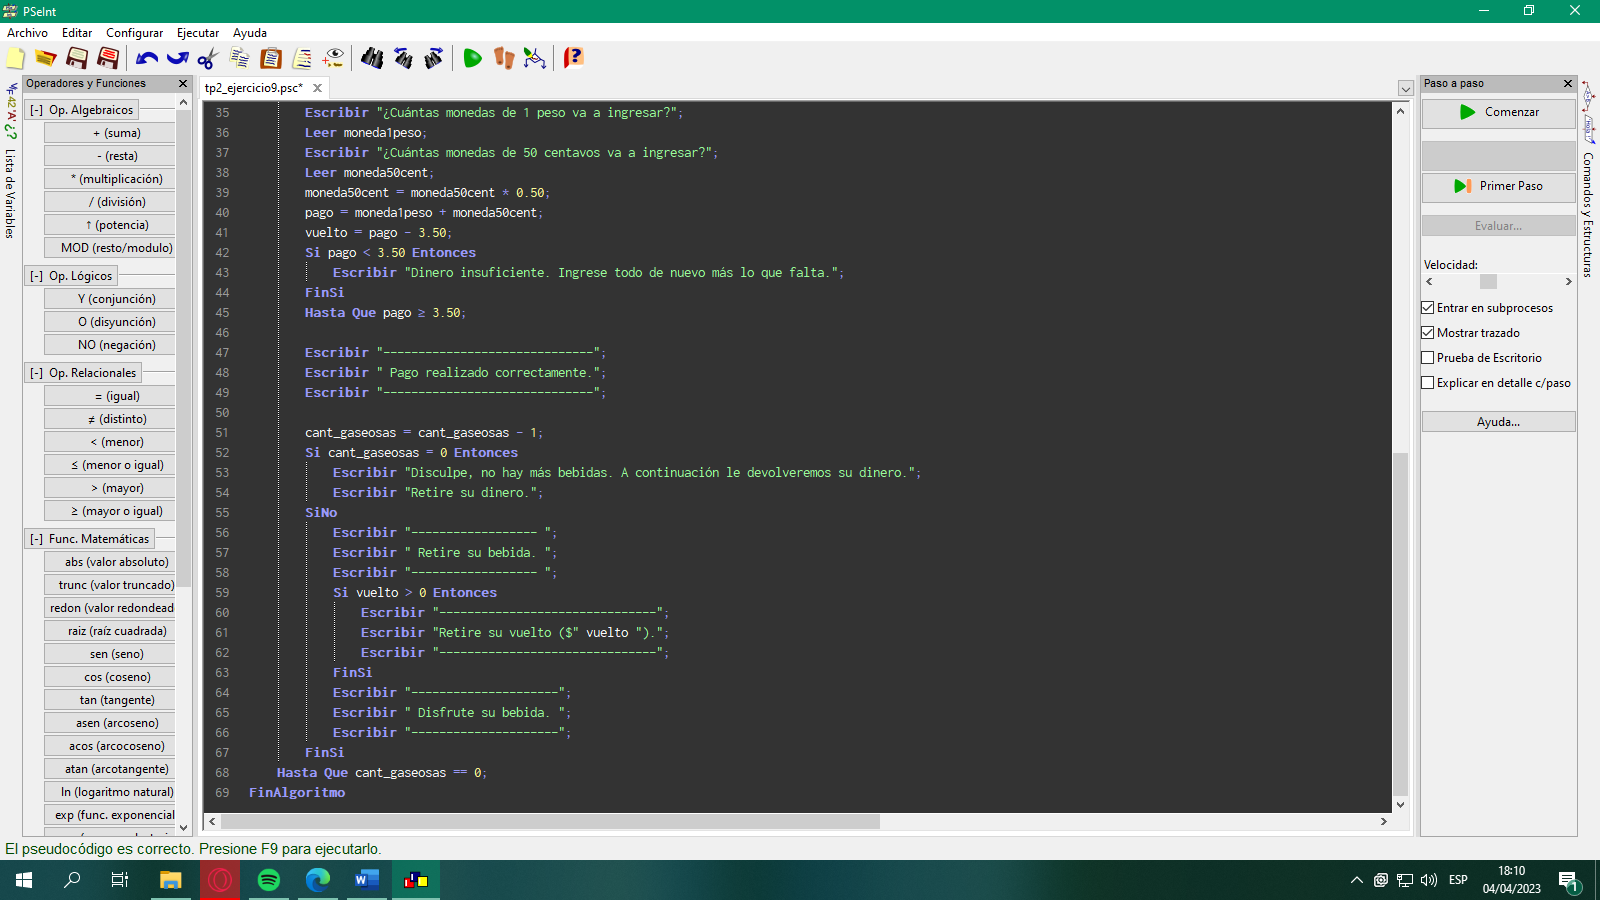 PSeInt
Archivo Editar Configurar Ejecutar Ayuda
Operadores y Funciones
tp2_ejercicio9.psc*
Paso a paso
Lista de Variables
[-] Op. Algebraicos
+ (suma)
- (resta)
* (multiplicación)
/ (división)
↑ (potencia)
MOD (resto/modulo)
[-] Op. Lógicos
Y (conjunción)
O (disyunción)
NO (negación)
[-] Op. Relacionales
= (igual)
≠ (distinto)
< (menor)
≤ (menor o igual)
> (mayor)
≥ (mayor o igual)
[-] Func. Matemáticas
abs (valor absoluto)
trunc (valor truncado)
redon (valor redondead
raiz (raíz cuadrada)
sen (seno)
cos (coseno)
tan (tangente)
asen (arcoseno)
acos (arcocoseno)
atan (arcotangente)
ln (logaritmo natural)
exp (func. exponencial
35 Escribir "¿Cuántas monedas de 1 peso va a ingresar?";
36 Leer moneda1peso;
37 Escribir "¿Cuántas monedas de 50 centavos va a ingresar?";
38 Leer moneda50cent;
39 moneda50cent = moneda50cent * 0.50;
40 pago = moneda1peso + moneda50cent;
41 vuelto = pago - 3.50;
42 Si pago < 3.50 Entonces
43 Escribir "Dinero insuficiente. Ingrese todo de nuevo más lo que falta.";
44 FinSi
45 Hasta Que pago ≥ 3.50;
46
47 Escribir "------------------------------";
48 Escribir " Pago realizado correctamente.";
49 Escribir "------------------------------";
50
51 cant_gaseosas = cant_gaseosas - 1;
52 Si cant_gaseosas = 0 Entonces
53 Escribir "Disculpe, no hay más bebidas. A continuación le devolveremos su dinero.";
54 Escribir "Retire su dinero.";
55 SiNo
56 Escribir "------------------ ";
57 Escribir " Retire su bebida. ";
58 Escribir "------------------ ";
59 Si vuelto > 0 Entonces
60 Escribir "-------------------------------";
61 Escribir "Retire su vuelto ($" vuelto ").";
62 Escribir "-------------------------------";
63 FinSi
64 Escribir "---------------------";
65 Escribir " Disfrute su bebida. ";
66 Escribir "---------------------";
67 FinSi
68 Hasta Que cant_gaseosas == 0;
69 FinAlgoritmo
Comenzar
Primer Paso
Evaluar...
Velocidad:
Entrar en subprocesos
Mostrar trazado
Prueba de Escritorio
Explicar en detalle c/paso
Ayuda...
Comandos y Estructuras
El pseudocódigo es correcto. Presione F9 para ejecutarlo.
ESP
18:10
04/04/2023
1